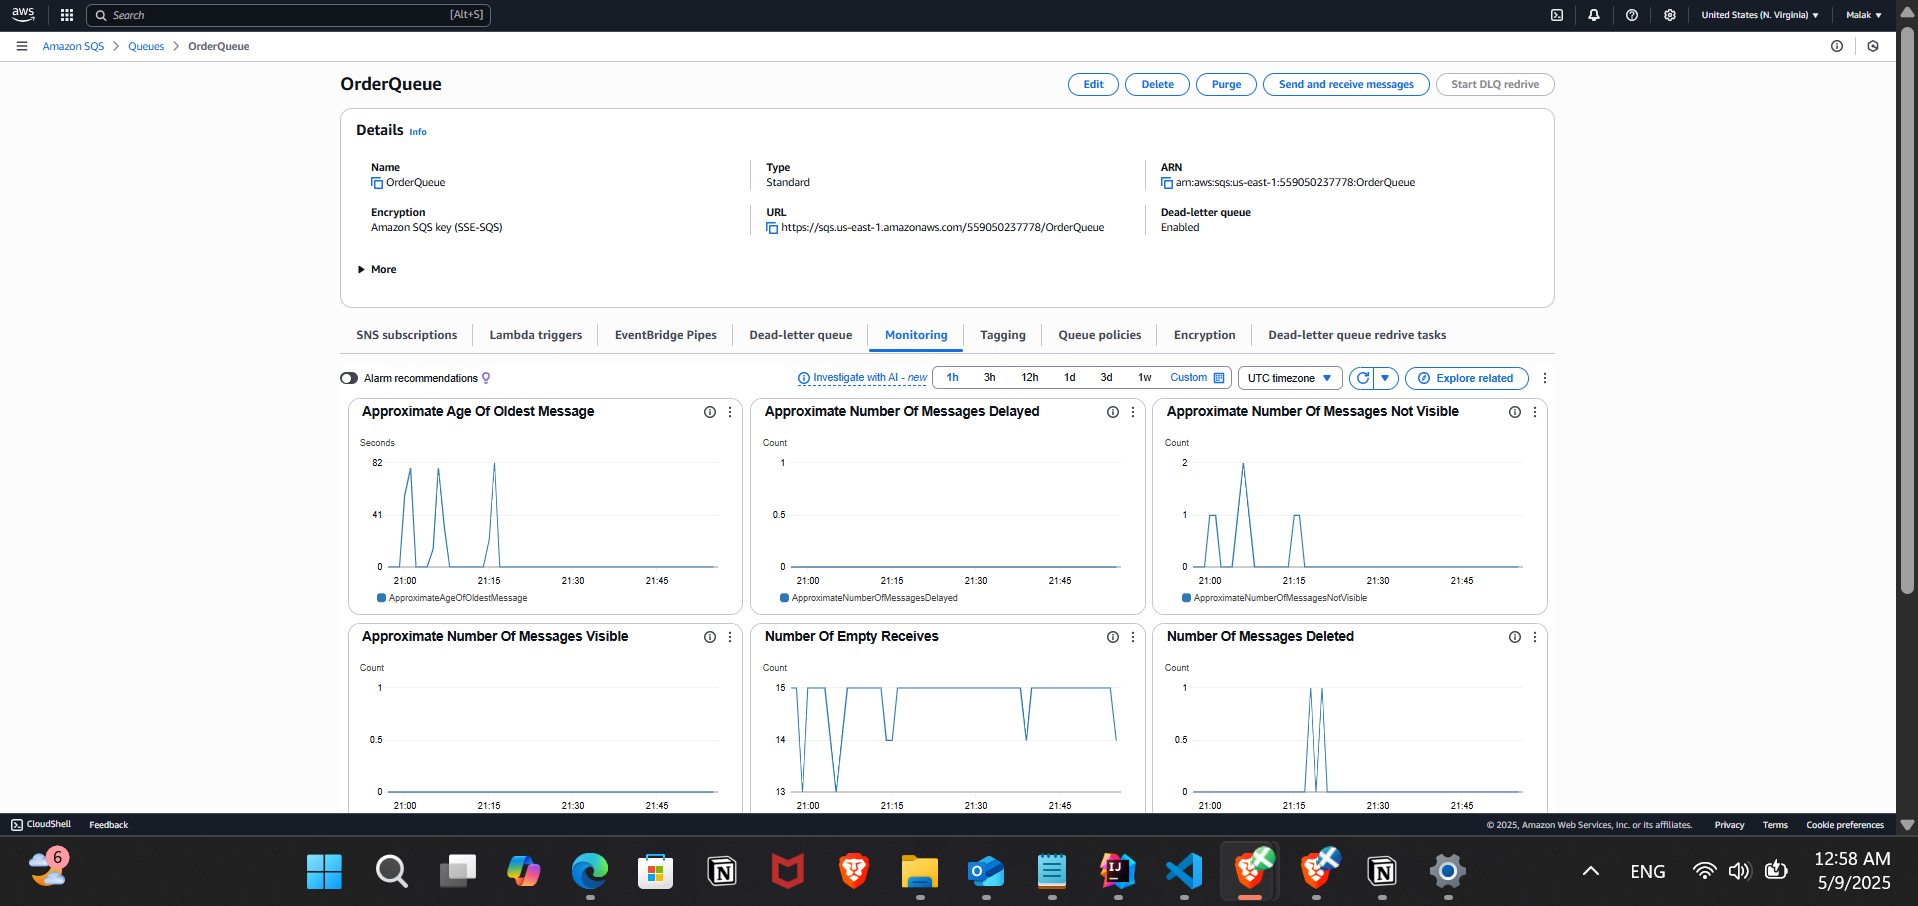 aws
Search
[Alt+S]
United States (N. Virginia)
Malak
Amazon SQS
Queues
OrderQueue
OrderQueue
Edit
Delete
Purge
Send and receive messages
Start DLQ redrive
Details Info
Name
OrderQueue
Type
Standard
ARN
arn:aws:sqs:us-east-1:559050237778:OrderQueue
Encryption
Amazon SQS key (SSE-SQS)
URL
https://sqs.us-east-1.amazonaws.com/559050237778/OrderQueue
Dead-letter queue
Enabled
More
SNS subscriptions
Lambda triggers
EventBridge Pipes
Dead-letter queue
Monitoring
Tagging
Queue policies
Encryption
Dead-letter queue redrive tasks
Alarm recommendations
Investigate with AI - new
1h
3h
12h
1d
3d
1w
Custom
UTC timezone
Explore related
Approximate Age Of Oldest Message
Seconds
82
41
0
21:00
21:15
21:30
21:45
ApproximateAgeOfOldestMessage
Approximate Number Of Messages Delayed
Count
1
0.5
0
21:00
21:15
21:30
21:45
ApproximateNumberOfMessagesDelayed
Approximate Number Of Messages Not Visible
Count
2
1
0
21:00
21:15
21:30
21:45
ApproximateNumberOfMessagesNotVisible
Approximate Number Of Messages Visible
Count
1
0.5
0
21:00
21:15
21:30
21:45
Number Of Empty Receives
Count
15
14
13
21:00
21:15
21:30
21:45
Number Of Messages Deleted
Count
1
0.5
0
21:00
21:15
21:30
21:45
CloudShell
Feedback
© 2025, Amazon Web Services, Inc. or its affiliates.
Privacy
Terms
Cookie preferences
6
IJ
ENG
12:58 AM
5/9/2025